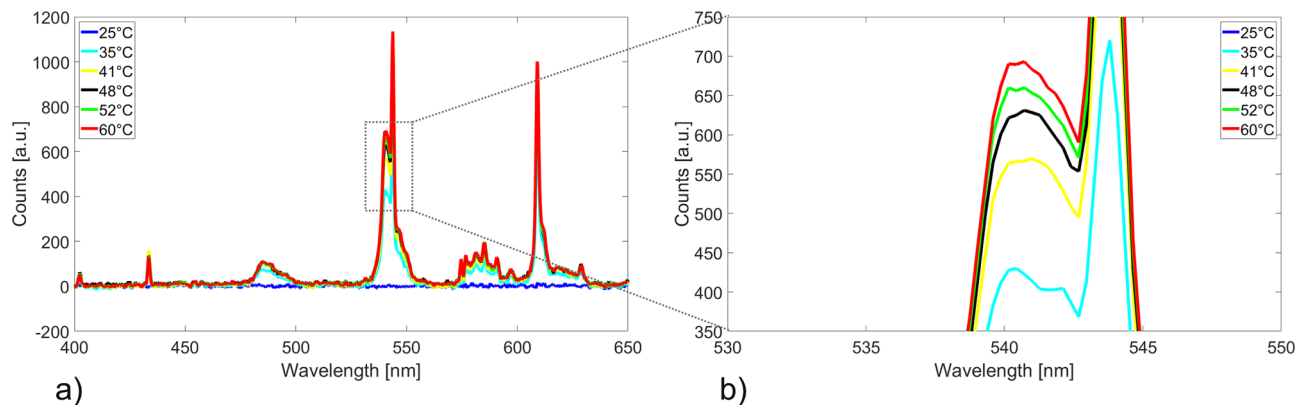 1200
1000
800
600
400
200
0
-200
400 450 500 550 600 650
Counts [a.u.]
Wavelength [nm]
25°C
35°C
41°C
48°C
52°C
60°C
a)
750
700
650
600
550
500
450
400
350
530 535 540 545 550
Counts [a.u.]
Wavelength [nm]
25°C
35°C
41°C
48°C
52°C
60°C
b)